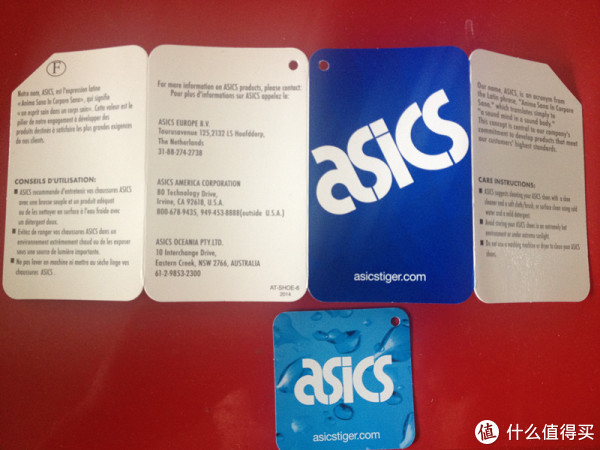 F
Notre nom, ASICS, est l'expression latine
«Anima Sana In Corpore Sano», qui signifie
«un esprit sain dans un corps sain». Cette valeur est le
pilier de notre engagement à développer des
produits destinés à satisfaire les plus grandes exigences
de nos clients.
CONSEILS D'UTILISATION:
ASICS recommande d'entretenir vos chaussures ASICS
avec une brosse souple et un produit adéquat
ou de les nettoyer en surface à l'eau froide avec
un détergent doux.
Evitez de ranger vos chaussures ASICS dans un
environnement extrêmement chaud ou de les exposer
sans une source de lumière importante.
Ne pas laver en machine ni mettre au sèche linge vos
chaussures ASICS.
For more information on ASICS products, please contact:
Pour plus d'informations sur ASICS appelez le:
ASICS EUROPE B.V.
Taurusavenue 125,2132 LS Hoofddorp,
The Netherlands
31-88-274-2738
ASICS AMERICA CORPORATION
80 Technology Drive,
Irvine, CA 92618, U.S.A.
800-678-9435, 949-453-8888(outside U.S.A.)
ASICS OCEANIA PTY.LTD.
10 Interchange Drive,
Eastern Creek, NSW 2766, AUSTRALIA
61-2-9853-2300
AT-SHOE-6
2014
asics
asicstiger.com
Our name, ASICS, is an acronym from
the Latin phrase, "Anima Sana In Corpore
Sano," which translates simply to
"a sound mind in a sound body."
This concept is central to our company's
commitment to develop products that meet
our customers' highest standards.
CARE INSTRUCTIONS:
ASICS suggests cleaning your ASICS shoes with a shoe
cleaner and a soft cloth/brush, or surface clean using cold
water and a mild detergent.
Avoid storing your ASICS shoes in an extremely hot
environment or under extreme sunlight.
Do not use a washing machine or dryer to clean your ASICS
shoes.
asics
asicstiger.com
值 什么值得买